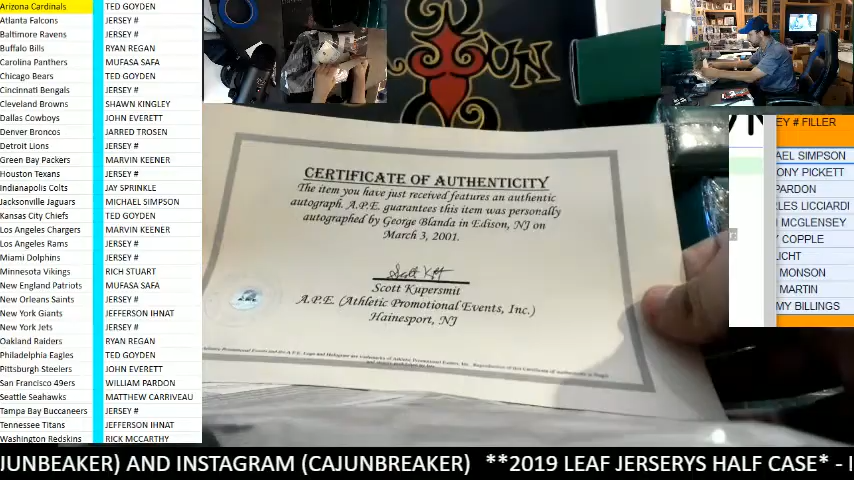 Arizona Cardinals TED GOYDEN
Atlanta Falcons JERSEY #
Baltimore Ravens JERSEY #
Buffalo Bills RYAN REGAN
Carolina Panthers MUFASA SAFA
Chicago Bears TED GOYDEN
Cincinnati Bengals JERSEY #
Cleveland Browns SHAWN KINGLEY
Dallas Cowboys JOHN EVERETT
Denver Broncos JARRED TROSEN
Detroit Lions JERSEY #
Green Bay Packers MARVIN KEENER
Houston Texans JERSEY #
Indianapolis Colts JAY SPRINKLE
Jacksonville Jaguars MICHAEL SIMPSON
Kansas City Chiefs TED GOYDEN
Los Angeles Chargers MARVIN KEENER
Los Angeles Rams JERSEY #
Miami Dolphins JERSEY #
Minnesota Vikings RICH STUART
New England Patriots MUFASA SAFA
New Orleans Saints JERSEY #
New York Giants JEFFERSON IHNAT
New York Jets JERSEY #
Oakland Raiders RYAN REGAN
Philadelphia Eagles TED GOYDEN
Pittsburgh Steelers JOHN EVERETT
San Francisco 49ers WILLIAM PARDON
Seattle Seahawks MATTHEW CARRIVEAU
Tampa Bay Buccaneers JERSEY #
Tennessee Titans JEFFERSON IHNAT
Washington Redskins RICK MCCARTHY
UN
CERTIFICATE OF AUTHENTICITY
The item you have just received features an authentic
autograph. A.P.E. guarantees this item was personally
autographed by George Blanda in Edison, NJ on
March 3, 2001.
Scott Kupersmit
A.P.E. (Athletic Promotional Events, Inc.)
Hainesport, NJ
EY # FILLER
AEL SIMPSON
ONY PICKETT
PARDON
LES LICCIARDI
MCGLENSEY
COPPLE
LICHT
MONSON
MARTIN
MY BILLINGS
JUNBEAKER) AND INSTAGRAM (CAJUNBREAKER) **2019 LEAF JERSERYS HALF CASE* -